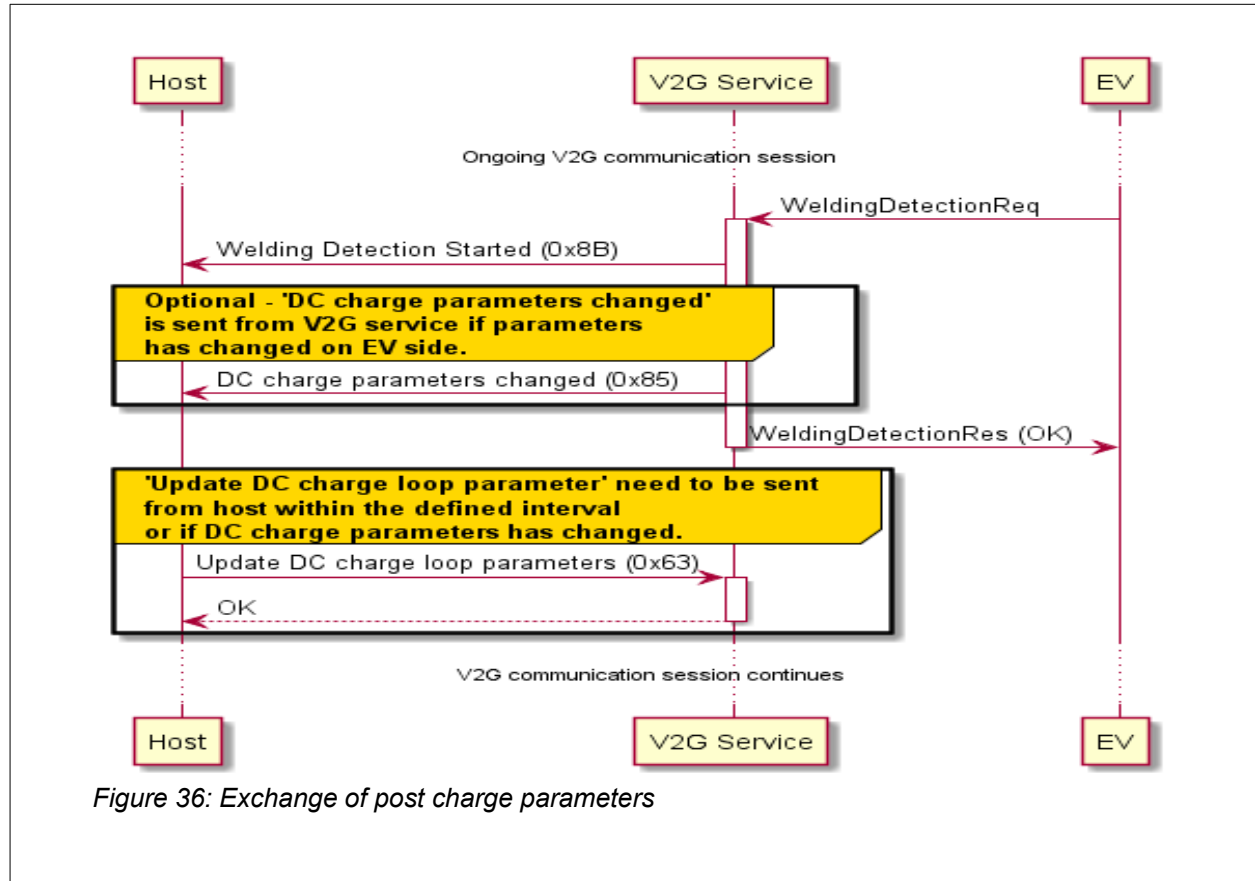 Host
V2G Service
EV
Ongoing V2G communication session
WeldingDetectionReq
Welding Detection Started (0x8B)
Optional - 'DC charge parameters changed'
is sent from V2G service if parameters
has changed on EV side.
DC charge parameters changed (0x85)
WeldingDetectionRes (OK)
'Update DC charge loop parameter' need to be sent
from host within the defined interval
or if DC charge parameters has changed.
Update DC charge loop parameters (0x63)
OK
V2G communication session continues
Host
V2G Service
EV
Figure 36: Exchange of post charge parameters